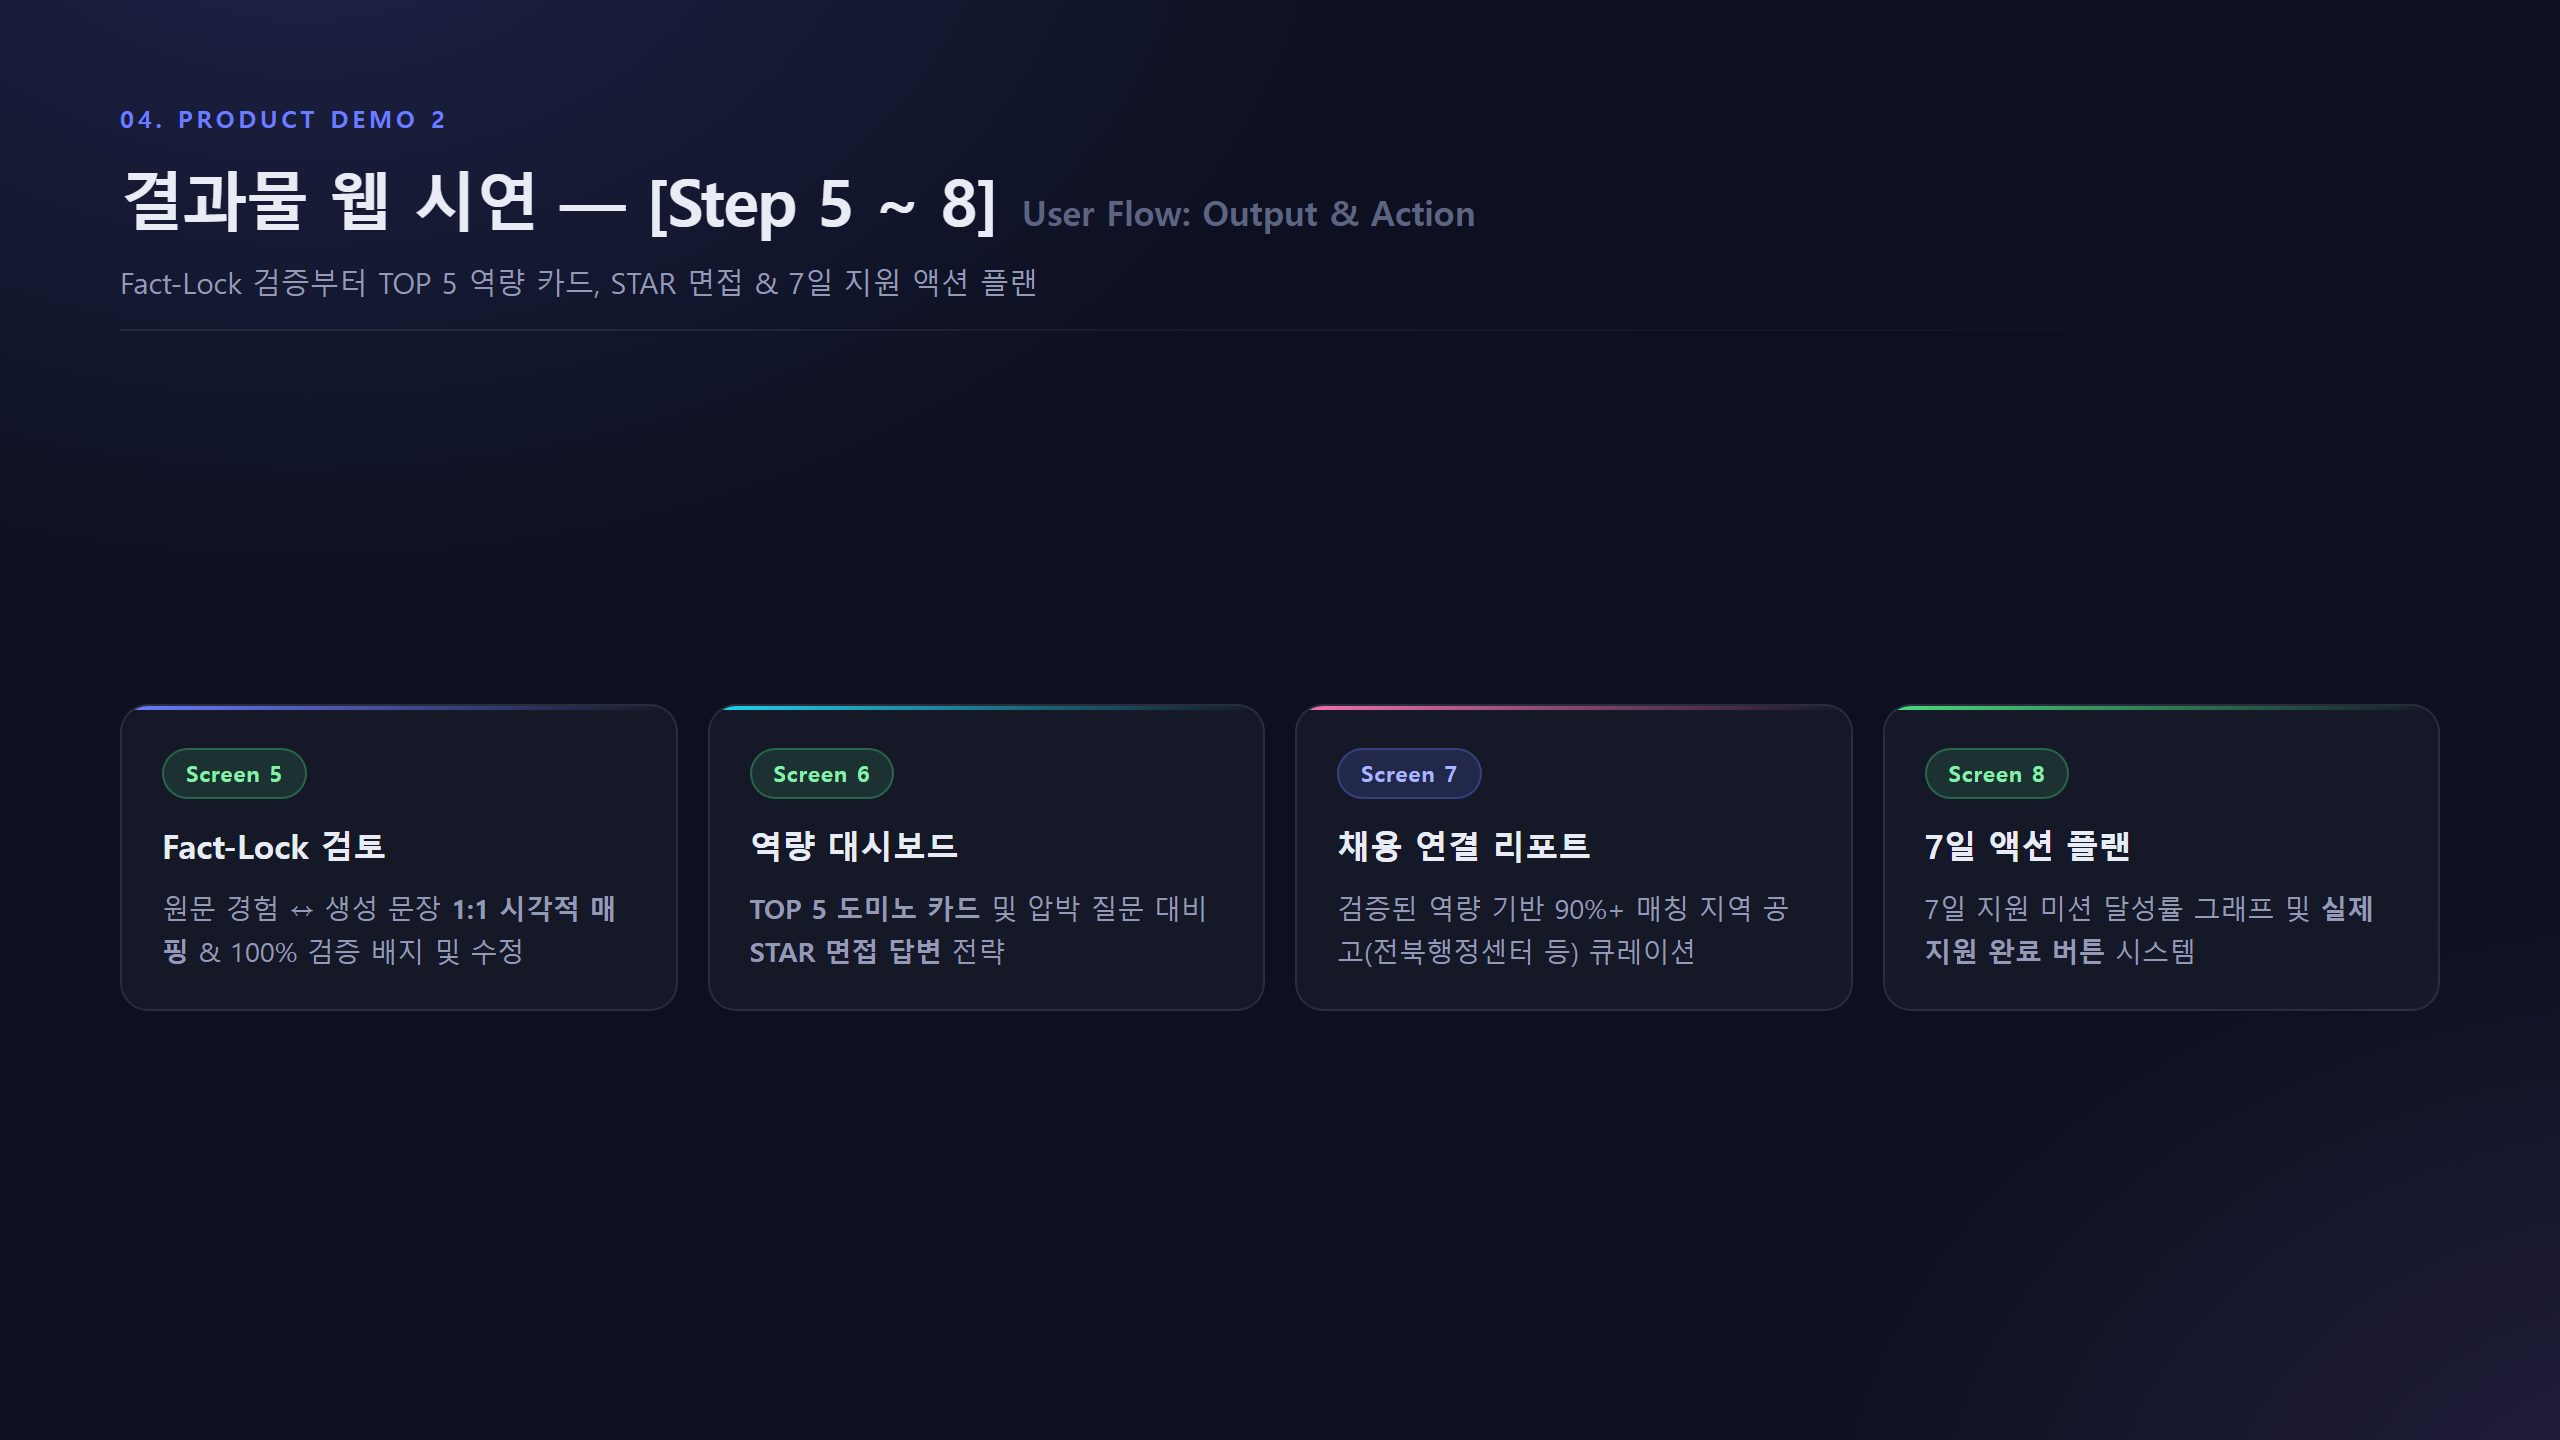 04. PRODUCT DEMO 2
결과물 웹 시연 — [Step 5 ~ 8] User Flow: Output & Action
Fact-Lock 검증부터 TOP 5 역량 카드, STAR 면접 & 7일 지원 액션 플랜
Screen 5
Fact-Lock 검토
원문 경험 ↔ 생성 문장 1:1 시각적 매
핑 & 100% 검증 배지 및 수정
Screen 6
역량 대시보드
TOP 5 도미노 카드 및 압박 질문 대비
STAR 면접 답변 전략
Screen 7
채용 연결 리포트
검증된 역량 기반 90%+ 매칭 지역 공
고(전북행정센터 등) 큐레이션
Screen 8
7일 액션 플랜
7일 지원 미션 달성률 그래프 및 실제
지원 완료 버튼 시스템